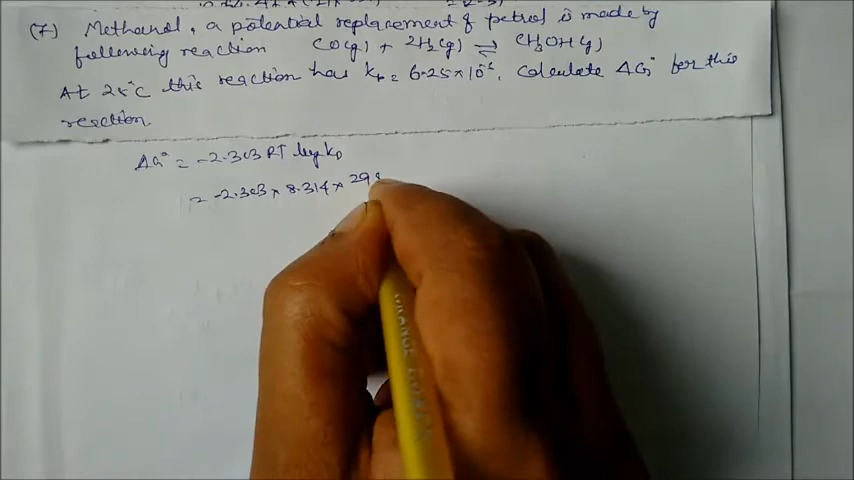 (7) Methanol, a potential replacement of petrol is made by
following reaction CO(g) + 2H₂(g) ⇌ CH₃OH(g)
At 25°C this reaction has kₚ = 6.25×10⁻⁶. Calculate ΔG° for this
reaction
ΔG° = -2.303 RT log kₚ
= -2.303 × 8.314 × 298